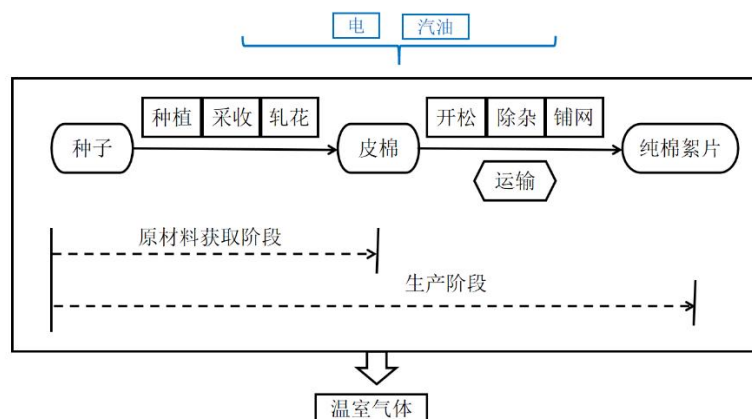 电 汽油
种植 采收 轧花 开松 除杂 铺网
种子 皮棉 纯棉絮片
运输
原材料获取阶段
生产阶段
温室气体